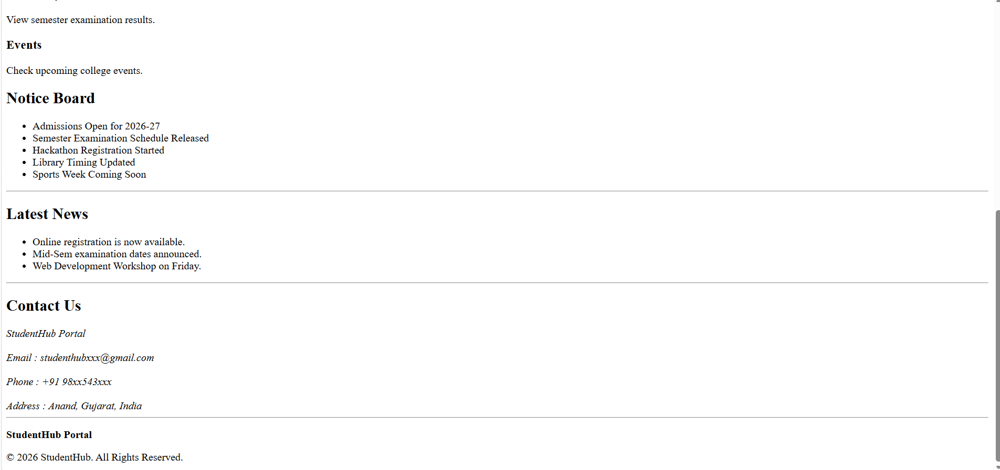 View semester examination results.
Events
Check upcoming college events.
Notice Board
Admissions Open for 2026-27
Semester Examination Schedule Released
Hackathon Registration Started
Library Timing Updated
Sports Week Coming Soon
Latest News
Online registration is now available.
Mid-Sem examination dates announced.
Web Development Workshop on Friday.
Contact Us
StudentHub Portal
Email : studenthubxxx@gmail.com
Phone : +91 98xx543xxx
Address : Anand, Gujarat, India
StudentHub Portal
© 2026 StudentHub. All Rights Reserved.